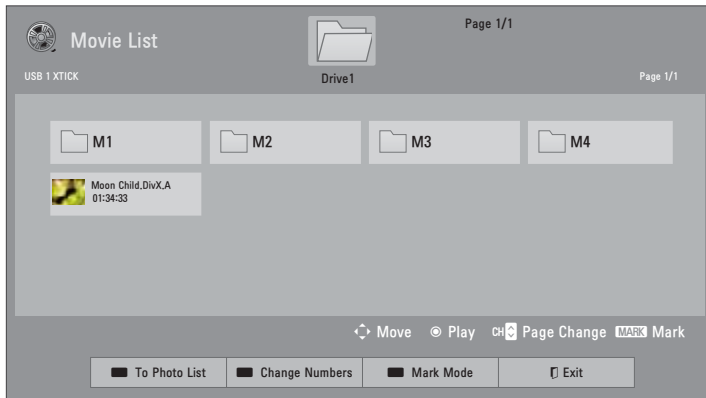 Movie List
Page 1/1
USB 1 XTICK
Drive1
Page 1/1
M1
M2
M3
M4
Moon Child.DivX.A
01:34:33
Move
Play
CH Page Change
MARK Mark
To Photo List
Change Numbers
Mark Mode
Exit